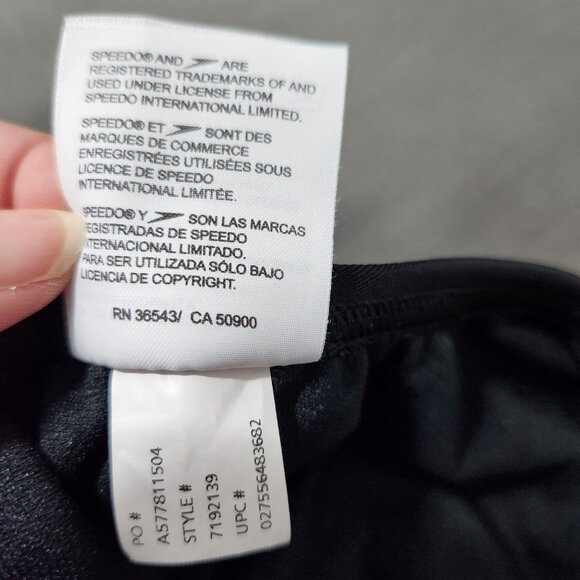 SPEEDO® AND ARE
REGISTERED TRADEMARKS OF AND
USED UNDER LICENSE FROM
SPEEDO INTERNATIONAL LIMITED.
SPEEDO® ET SONT DES
MARQUES DE COMMERCE
ENREGISTRÉES UTILISÉES SOUS
LICENCE DE SPEEDO
INTERNATIONAL LIMITÉE.
SPEEDO® Y SON LAS MARCAS
REGISTRADAS DE SPEEDO
INTERNACIONAL LIMITADO.
PARA SER UTILIZADA SÓLO BAJO
LICENCIA DE COPYRIGHT.
RN 36543/ CA 50900
PO #
A577811504
STYLE #
7192139
UPC #
027556483682